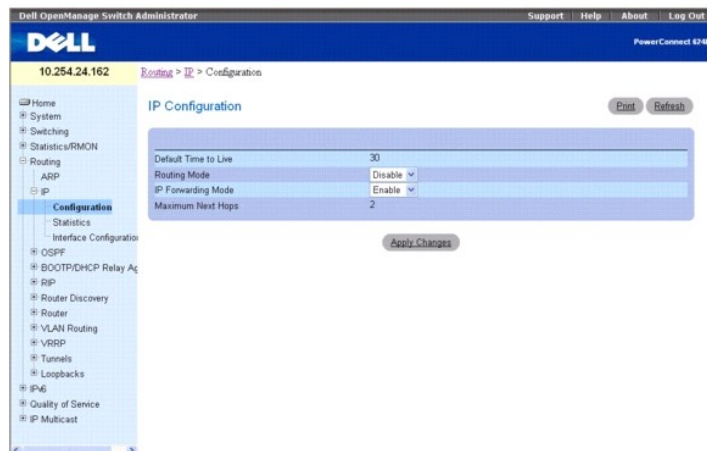 Dell OpenManage Switch Administrator
Support Help About Log Out
DELL
PowerConnect 6248
10.254.24.162
Routing > IP > Configuration
Home
System
Switching
Statistics/RMON
Routing
ARP
IP
Configuration
Statistics
Interface Configuration
OSPF
BOOTP/DHCP Relay Ag
RIP
Router Discovery
Router
VLAN Routing
VRRP
Tunnels
Loopbacks
IPv6
Quality of Service
IP Multicast
IP Configuration
Print Refresh
Default Time to Live 30
Routing Mode Disable
IP Forwarding Mode Enable
Maximum Next Hops 2
Apply Changes